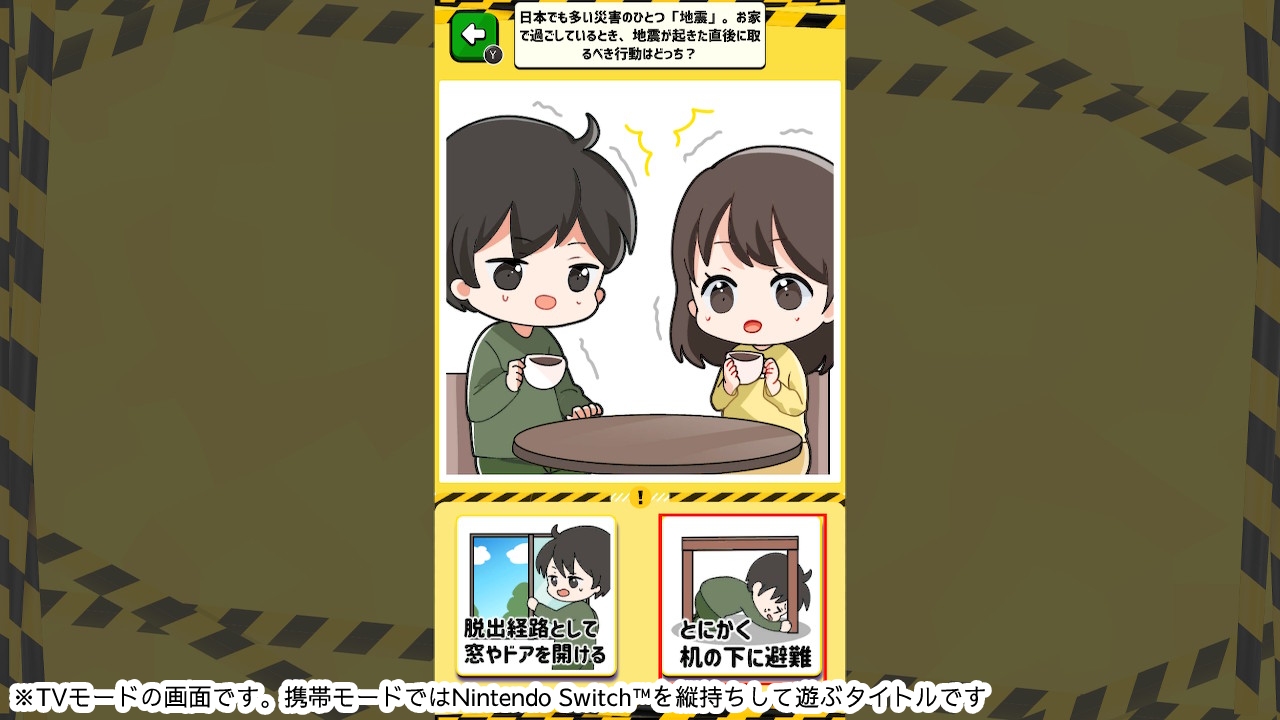 日本でも多い災害のひとつ「地震」。お家
で過ごしているとき、地震が起きた直後に取
るべき行動はどっち？
Y
!
脱出経路として
窓やドアを開ける
とにかく
机の下に避難
※TVモードの画面です。携帯モードではNintendo Switch™を縦持ちして遊ぶタイトルです